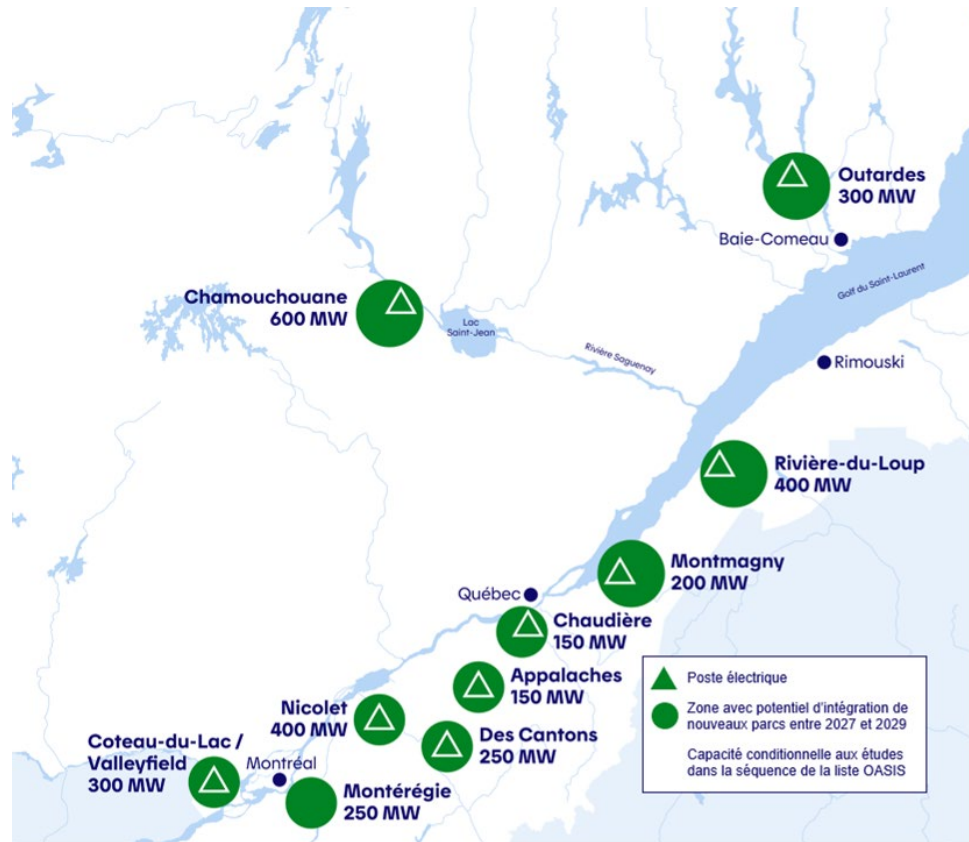 Outardes
300 MW
Baie-Comeau
Golf du Saint-Laurent
Chamouchouane
600 MW
Lac
Saint-Jean
Rivière Saguenay
Rimouski
Rivière-du-Loup
400 MW
Montmagny
200 MW
Québec
Chaudière
150 MW
Appalaches
150 MW
Nicolet
400 MW
Des Cantons
250 MW
Coteau-du-Lac /
Valleyfield
300 MW
Montréal
Montérégie
250 MW
Poste électrique
Zone avec potentiel d'intégration de
nouveaux parcs entre 2027 et 2029
Capacité conditionnelle aux études
dans la séquence de la liste OASIS